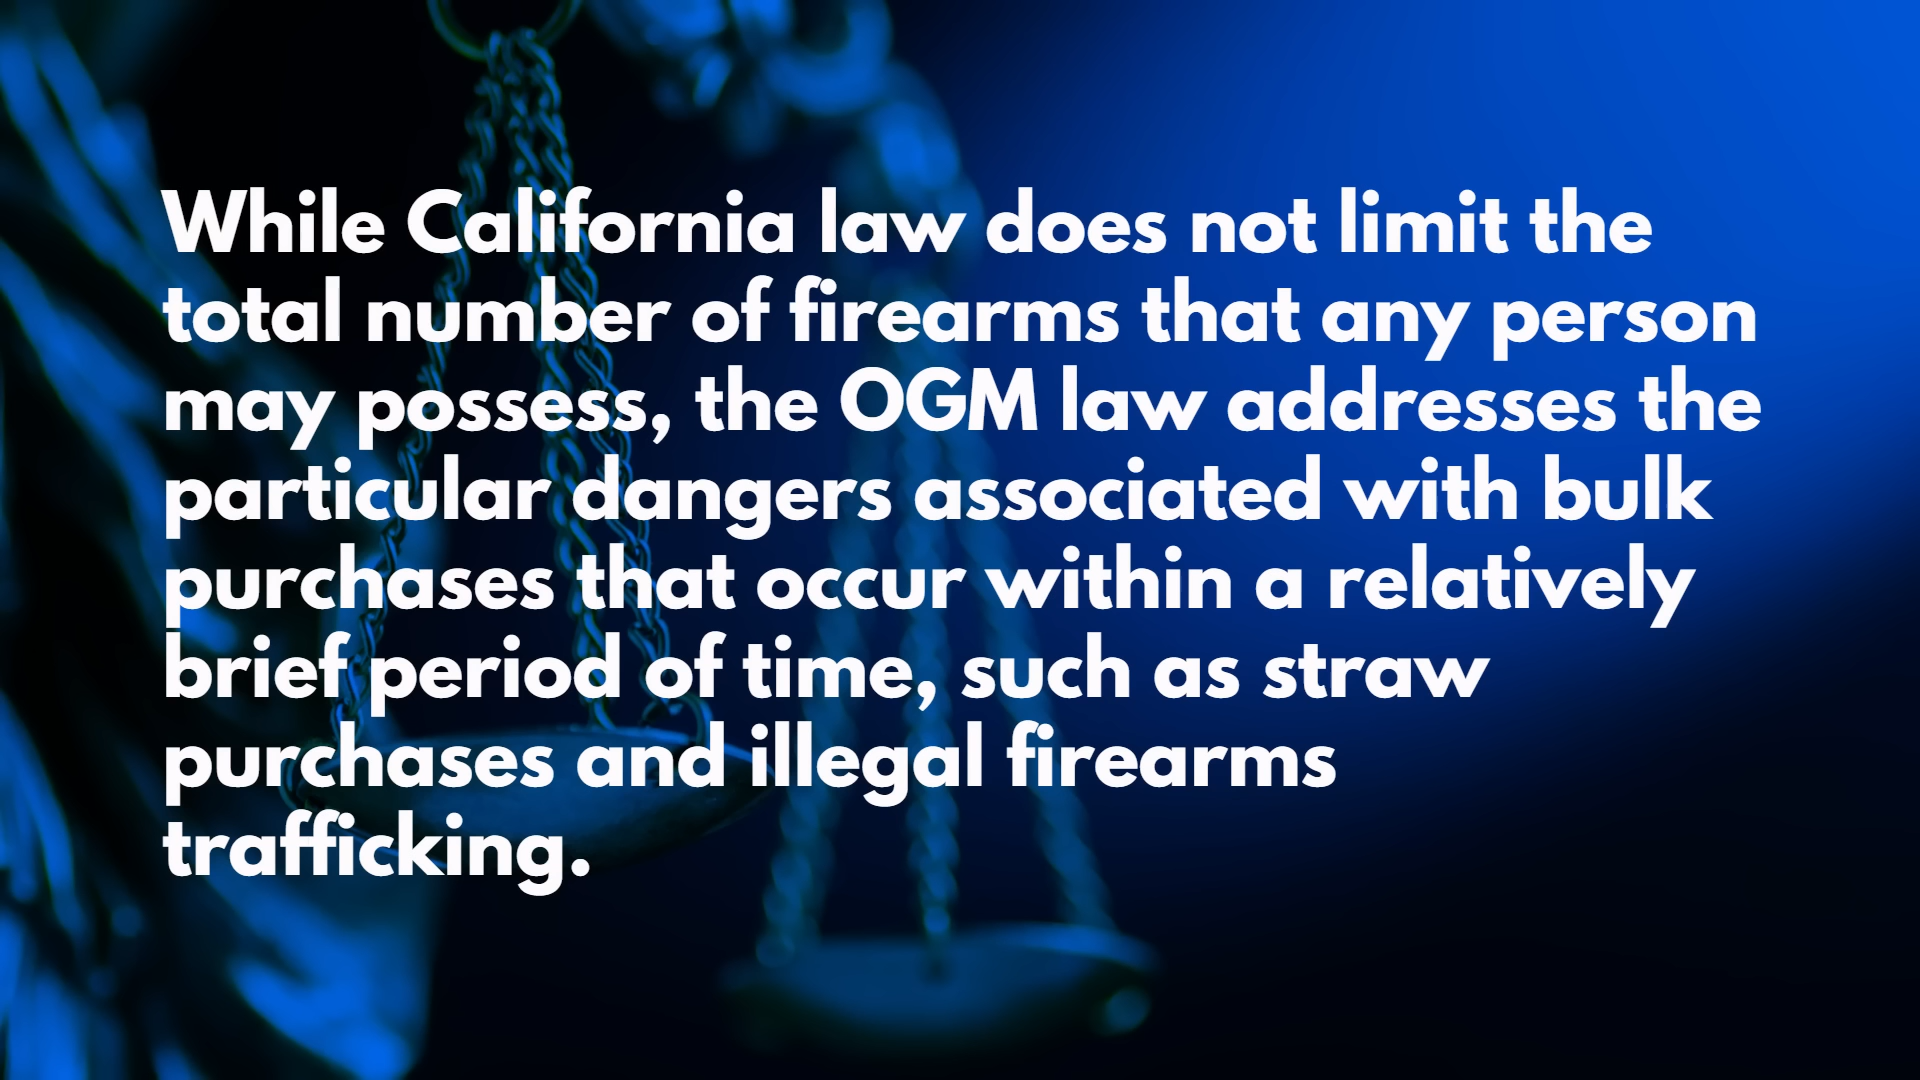 While California law does not limit the
total number of firearms that any person
may possess, the OGM law addresses the
particular dangers associated with bulk
purchases that occur within a relatively
brief period of time, such as straw
purchases and illegal firearms
trafficking.